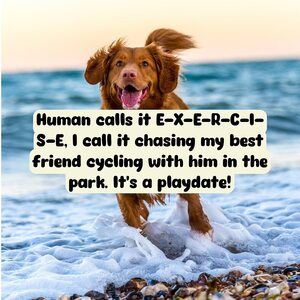 Human calls it E-X-E-R-C-I-
S-E, I call it chasing my best
friend cycling with him in the
park. It's a playdate!